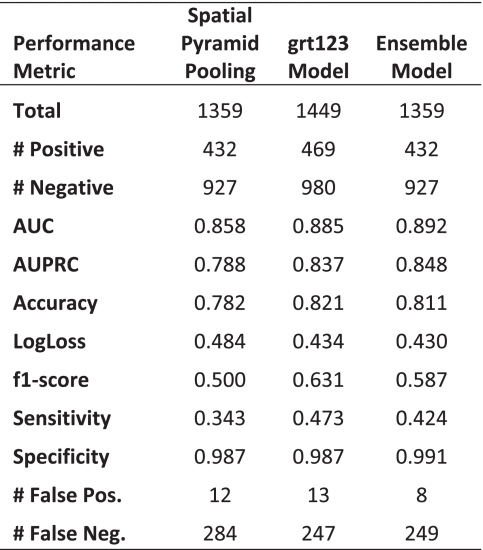 Spatial
Performance Pyramid grt123 Ensemble
Metric Pooling Model Model
Total 1359 1449 1359
# Positive 432 469 432
# Negative 927 980 927
AUC 0.858 0.885 0.892
AUPRC 0.788 0.837 0.848
Accuracy 0.782 0.821 0.811
LogLoss 0.484 0.434 0.430
f1-score 0.500 0.631 0.587
Sensitivity 0.343 0.473 0.424
Specificity 0.987 0.987 0.991
# False Pos. 12 13 8
# False Neg. 284 247 249